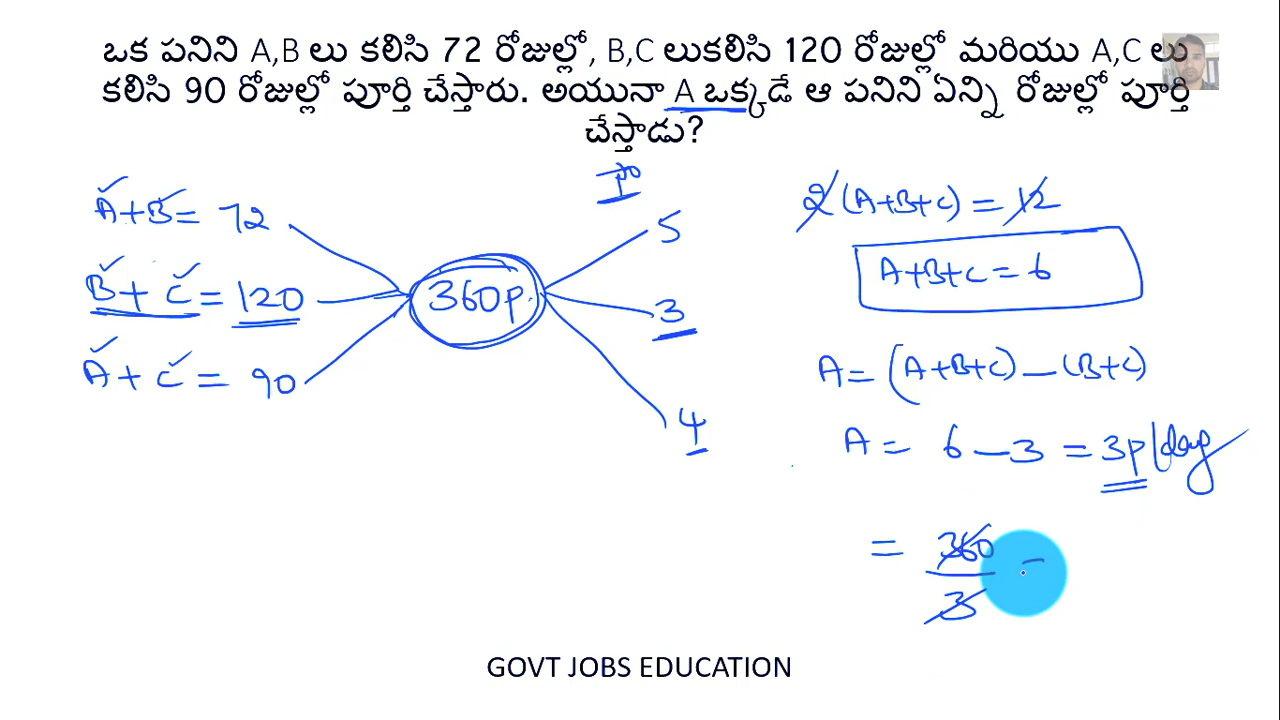 ఒక పనిని A,B లు కలిసి 72 రోజుల్లో, B,C లుకలిసి 120 రోజుల్లో మరియు A,C లు
కలిసి 90 రోజుల్లో పూర్తి చేస్తారు. అయునా A ఒక్కడే ఆ పనిని ఏన్ని రోజుల్లో పూర్తి
చేస్తాడు?
A+B= 72
B+ C = 120
A + C = 90
360p
5
3
4
2 (A+B+C) = 12
A+B+C = 6
A= (A+B+C) - (B+C)
A = 6 - 3 = 3p/day
= 360/3 -
GOVT JOBS EDUCATION